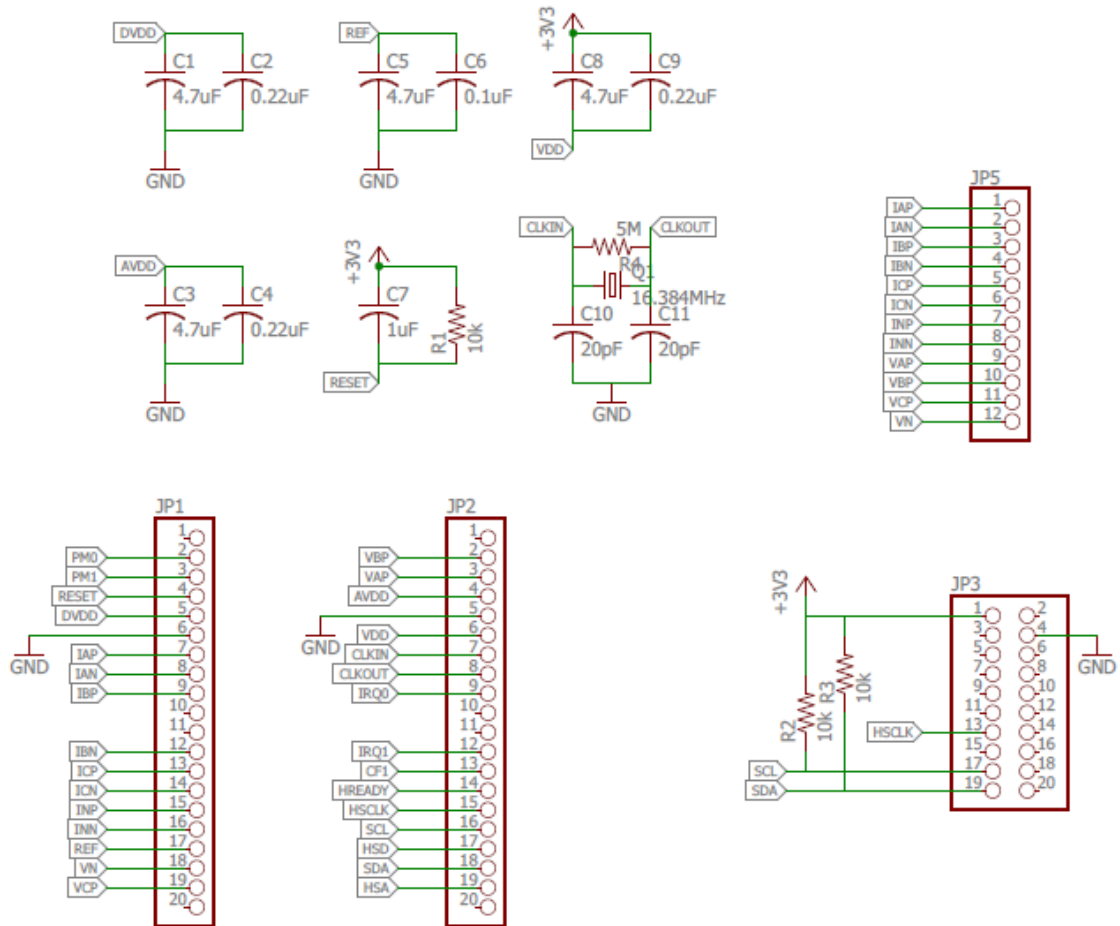 DVDD
C1
4.7uF
C2
0.22uF
GND
REF
C5
4.7uF
C6
0.1uF
GND
+3V3
C8
4.7uF
C9
0.22uF
VDD
AVDD
C3
4.7uF
C4
0.22uF
GND
+3V3
C7
1uF
R1
10k
RESET
CLKIN
5M
CLKOUT
R4
Q1
16.384MHz
C10
20pF
C11
20pF
GND
JP5
IAP 1
IAN 2
IBP 3
IBN 4
ICP 5
ICN 6
INP 7
INN 8
VAP 9
VBP 10
VCP 11
VN 12
JP1
1
PM0 2
PM1 3
RESET 4
DVDD 5
6
GND
IAP 7
IAN 8
IBP 9
10
11
IBN 12
ICP 13
ICN 14
INP 15
INN 16
REF 17
VN 18
VCP 19
20
JP2
1
VBP 2
VAP 3
AVDD 4
5
GND
VDD 6
CLKIN 7
CLKOUT 8
IRQ0 9
10
11
IRQ1 12
CF1 13
HREADY 14
HSCLK 15
SCL 16
HSD 17
SDA 18
HSA 19
20
+3V3
JP3
1 2
3 4
GND
5 6
7 8
9 10
11 12
HSCLK 13 14
15 16
SCL 17 18
SDA 19 20
R2
10k
R3
10k